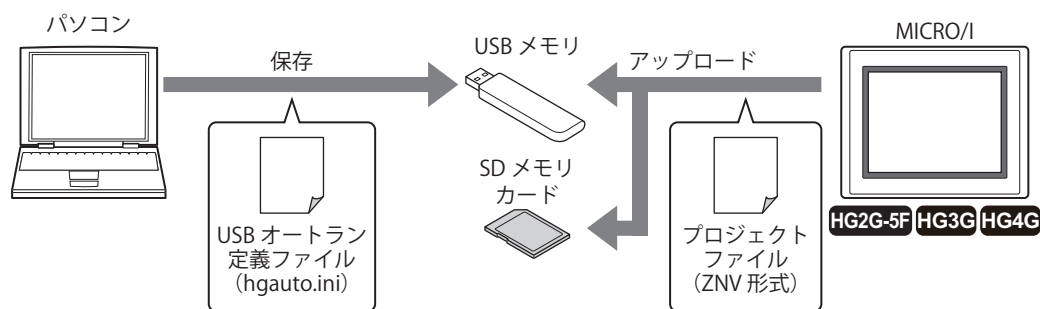 パソコン
保存
USB オートラン
定義ファイル
（hgauto.ini）
USB メモリ
SD メモリ
カード
アップロード
プロジェクト
ファイル
（ZNV 形式）
MICRO/I
HG2G-5F HG3G HG4G